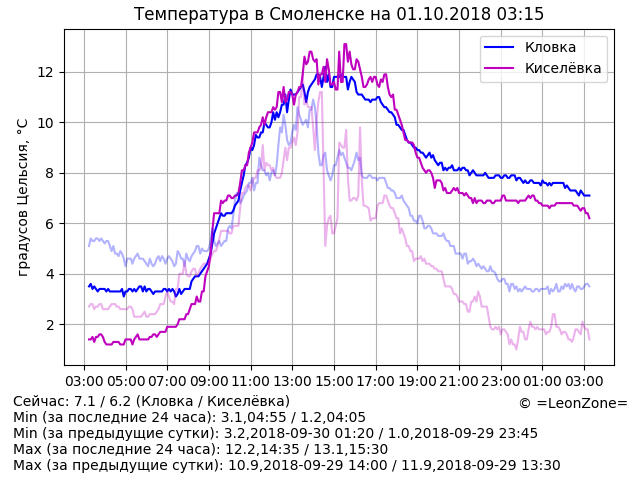 Температура в Смоленске на 01.10.2018 03:15
градусов Цельсия, °C
12
10
8
6
4
2
Кловка
Киселёвка
03:00 05:00 07:00 09:00 11:00 13:00 15:00 17:00 19:00 21:00 23:00 01:00 03:00
Сейчас: 7.1 / 6.2 (Кловка / Киселёвка)
© =LeonZone=
Min (за последние 24 часа): 3.1,04:55 / 1.2,04:05
Min (за предыдущие сутки): 3.2,2018-09-30 01:20 / 1.0,2018-09-29 23:45
Max (за последние 24 часа): 12.2,14:35 / 13.1,15:30
Max (за предыдущие сутки): 10.9,2018-09-29 14:00 / 11.9,2018-09-29 13:30